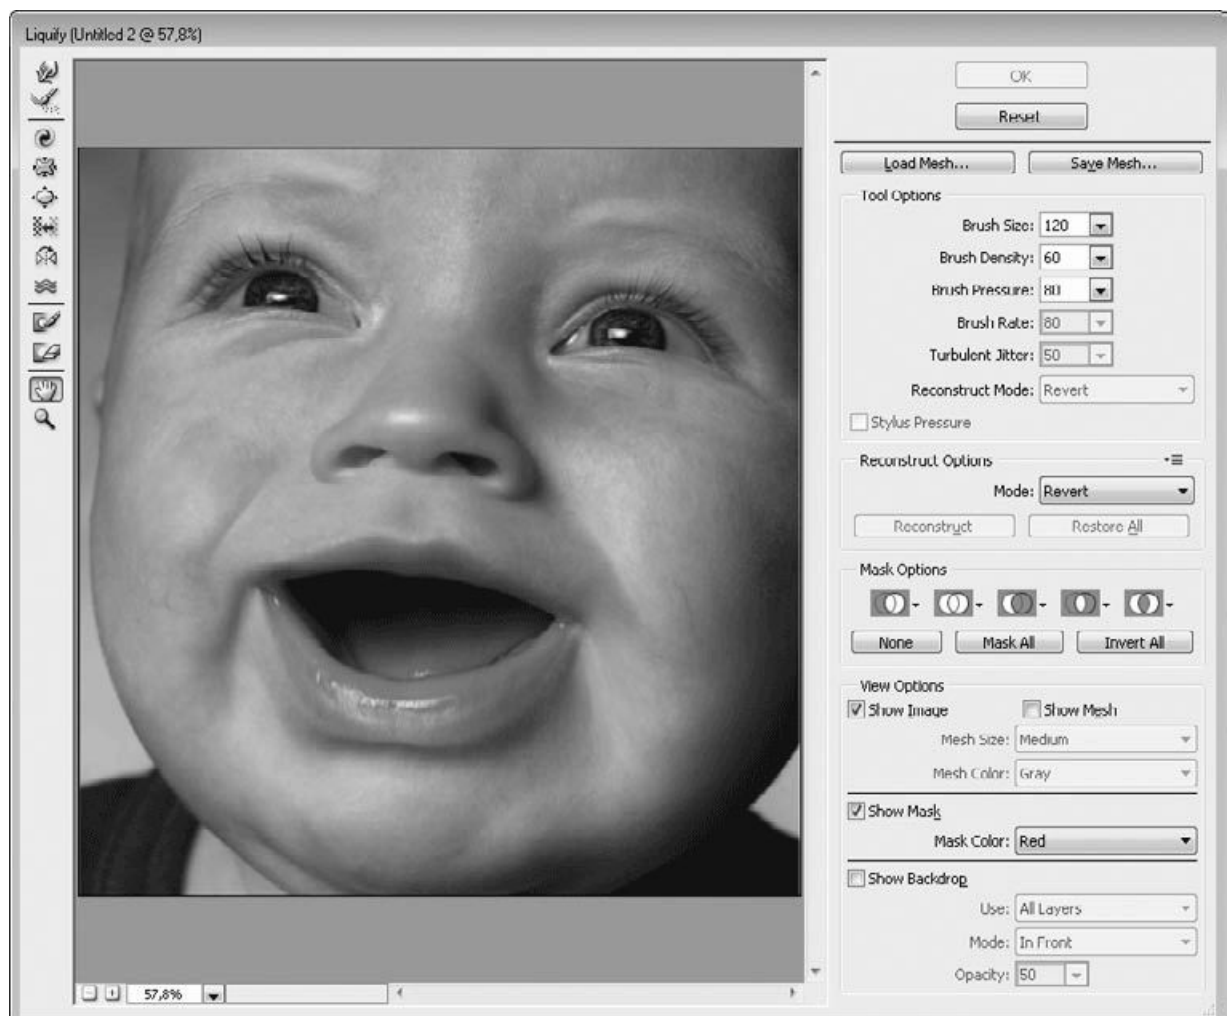 Liquify (Untitled 2 @ 57,8%)
OK
Reset
Load Mesh... Save Mesh...
Tool Options
Brush Size: 120
Brush Density: 60
Brush Pressure: 80
Brush Rate: 80
Turbulent Jitter: 50
Reconstruct Mode: Revert
Stylus Pressure
Reconstruct Options
Mode: Revert
Reconstruct Restore All
Mask Options
None Mask All Invert All
View Options
Show Image Show Mesh
Mesh Size: Medium
Mesh Color: Gray
Show Mask
Mask Color: Red
Show Backdrop
Use: All Layers
Mode: In Front
Opacity: 50
57,8%